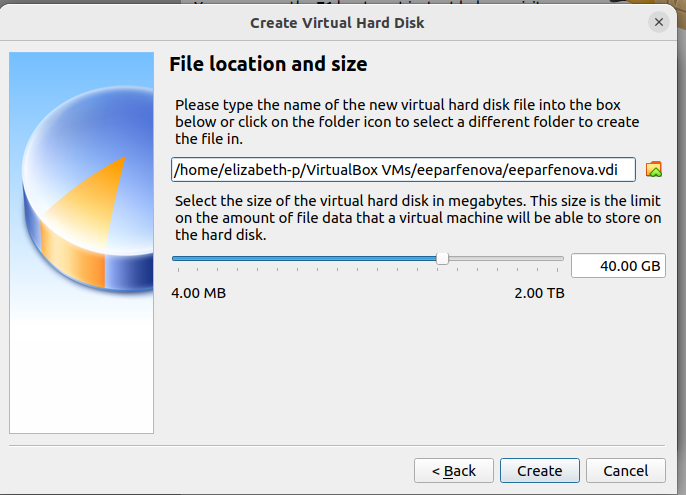 Create Virtual Hard Disk
File location and size
Please type the name of the new virtual hard disk file into the box
below or click on the folder icon to select a different folder to create
the file in.
/home/elizabeth-p/VirtualBox VMs/eeparfenova/eeparfenova.vdi
Select the size of the virtual hard disk in megabytes. This size is the limit
on the amount of file data that a virtual machine will be able to store on
the hard disk.
40.00 GB
4.00 MB
2.00 TB
< Back
Create
Cancel